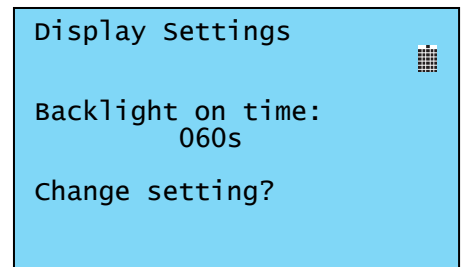 Display Settings
Backlight on time:
060s
Change setting?